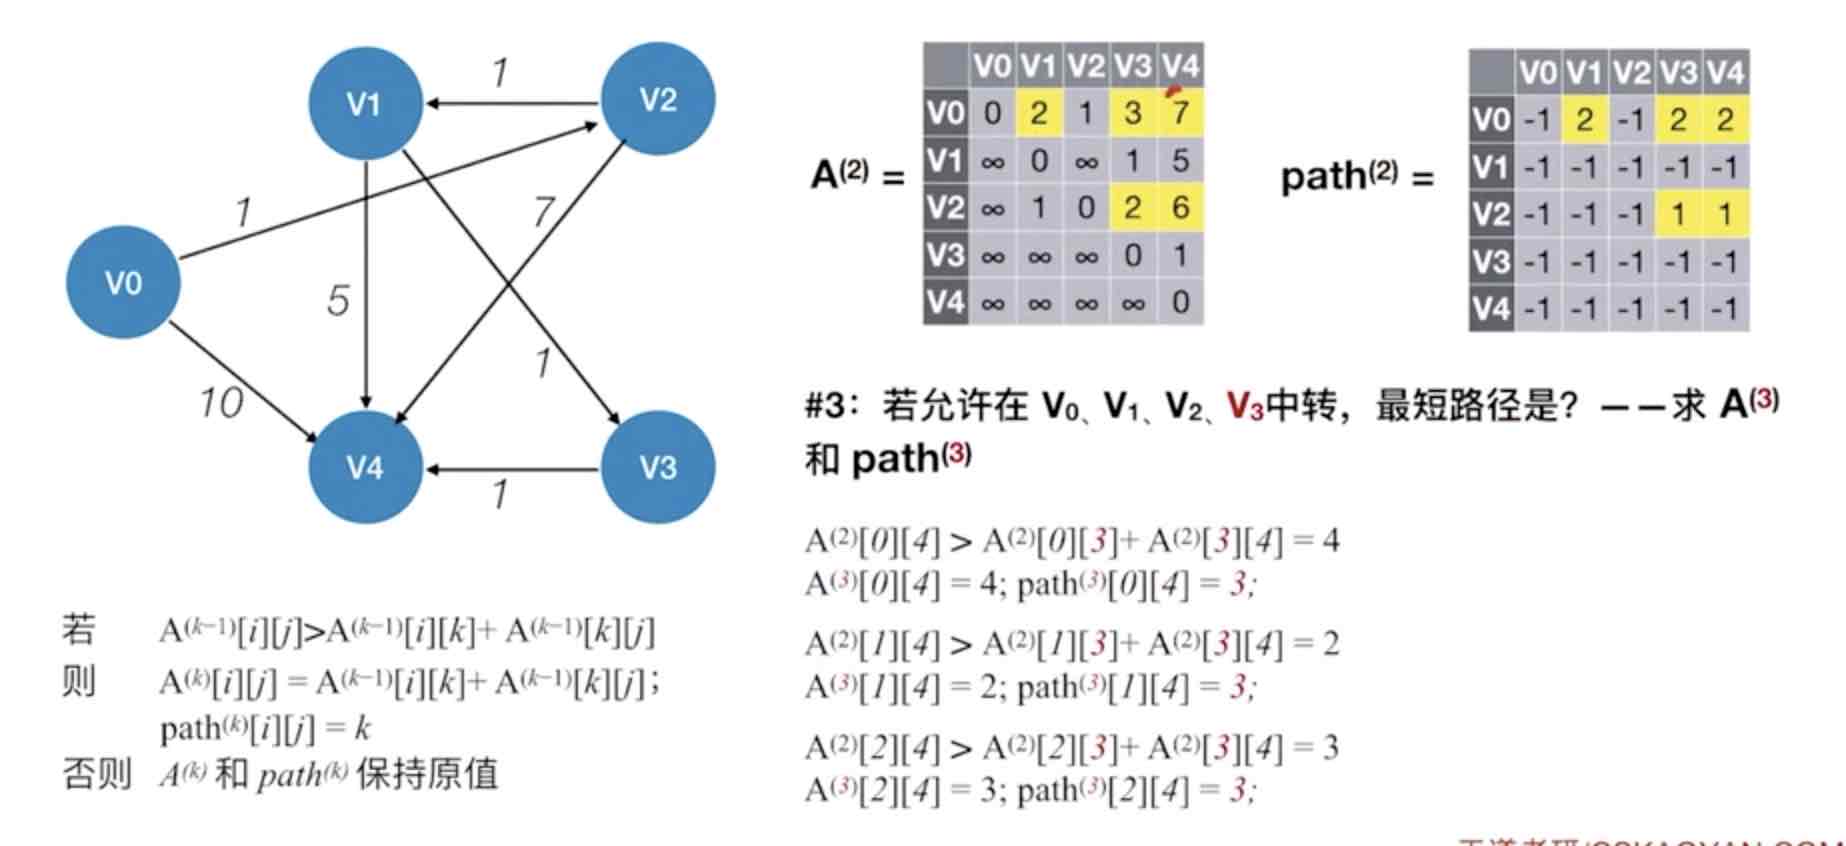 V1
V2
V0
V4
V3
1
1
7
5
1
10
1
A(2) =
V0 V1 V2 V3 V4
V0 0 2 1 3 7
V1 ∞ 0 ∞ 1 5
V2 ∞ 1 0 2 6
V3 ∞ ∞ ∞ 0 1
V4 ∞ ∞ ∞ ∞ 0
path(2) =
V0 V1 V2 V3 V4
V0 -1 2 -1 2 2
V1 -1 -1 -1 -1 -1
V2 -1 -1 -1 1 1
V3 -1 -1 -1 -1 -1
V4 -1 -1 -1 -1 -1
#3：若允许在 V0、V1、V2、V3中转，最短路径是？——求 A(3)
和 path(3)
A(2)[0][4] > A(2)[0][3]+ A(2)[3][4] = 4
A(3)[0][4] = 4; path(3)[0][4] = 3;
A(2)[1][4] > A(2)[1][3]+ A(2)[3][4] = 2
A(3)[1][4] = 2; path(3)[1][4] = 3;
A(2)[2][4] > A(2)[2][3]+ A(2)[3][4] = 3
A(3)[2][4] = 3; path(3)[2][4] = 3;
若 A(k−1)[i][j]>A(k−1)[i][k]+ A(k−1)[k][j]
则 A(k)[i][j] = A(k−1)[i][k]+ A(k−1)[k][j]；
path(k)[i][j] = k
否则 A(k) 和 path(k) 保持原值